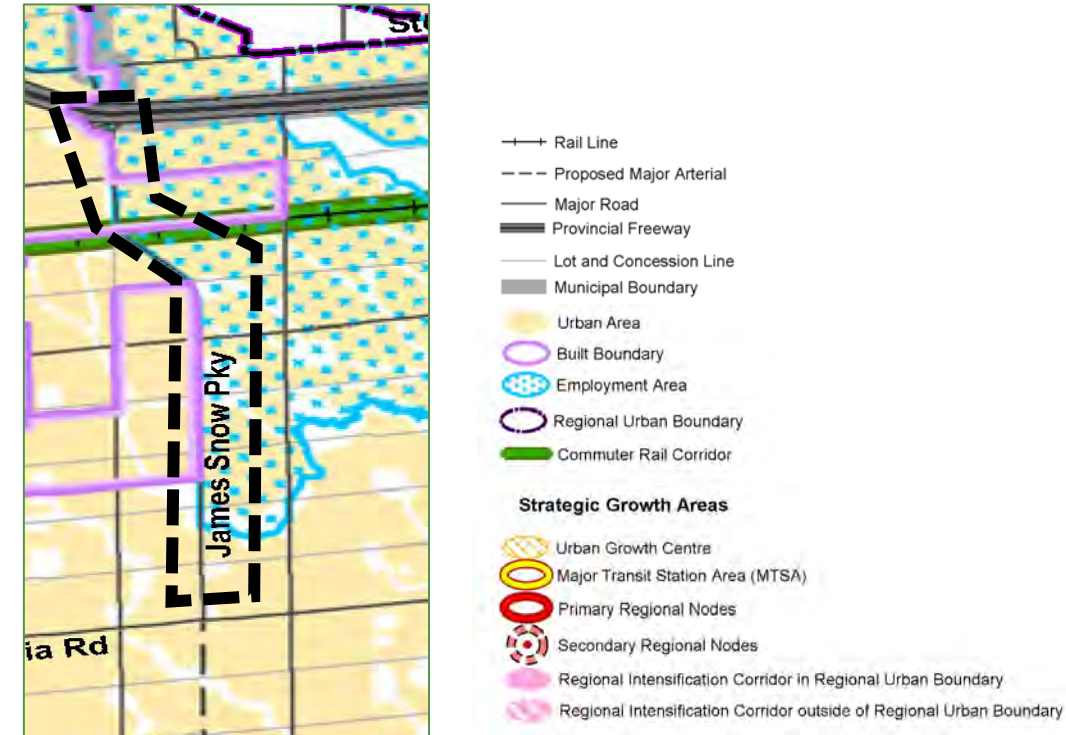 James Snow Pky
ia Rd
Rail Line
Proposed Major Arterial
Major Road
Provincial Freeway
Lot and Concession Line
Municipal Boundary
Urban Area
Built Boundary
Employment Area
Regional Urban Boundary
Commuter Rail Corridor
Strategic Growth Areas
Urban Growth Centre
Major Transit Station Area (MTSA)
Primary Regional Nodes
Secondary Regional Nodes
Regional Intensification Corridor in Regional Urban Boundary
Regional Intensification Corridor outside of Regional Urban Boundary